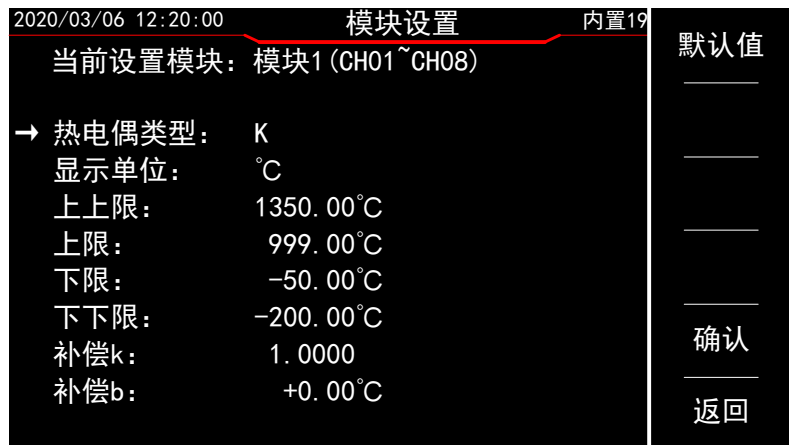 2020/03/06 12:20:00 模块设置 内置19
默认值
当前设置模块: 模块1(CH01~CH08)
→ 热电偶类型: K
显示单位: ℃
上上限: 1350.00℃
上限: 999.00℃
下限: -50.00℃
下下限: -200.00℃
补偿k: 1.0000
确认
补偿b: +0.00℃
返回